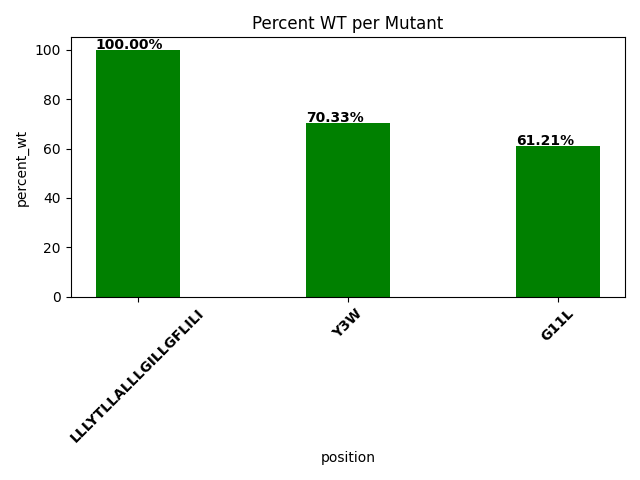 Percent WT per Mutant
percent_wt
100
80
60
40
20
0
100.00%
70.33%
61.21%
LLLYTLLALLLGILLGFLILI
Y3W
G11L
position